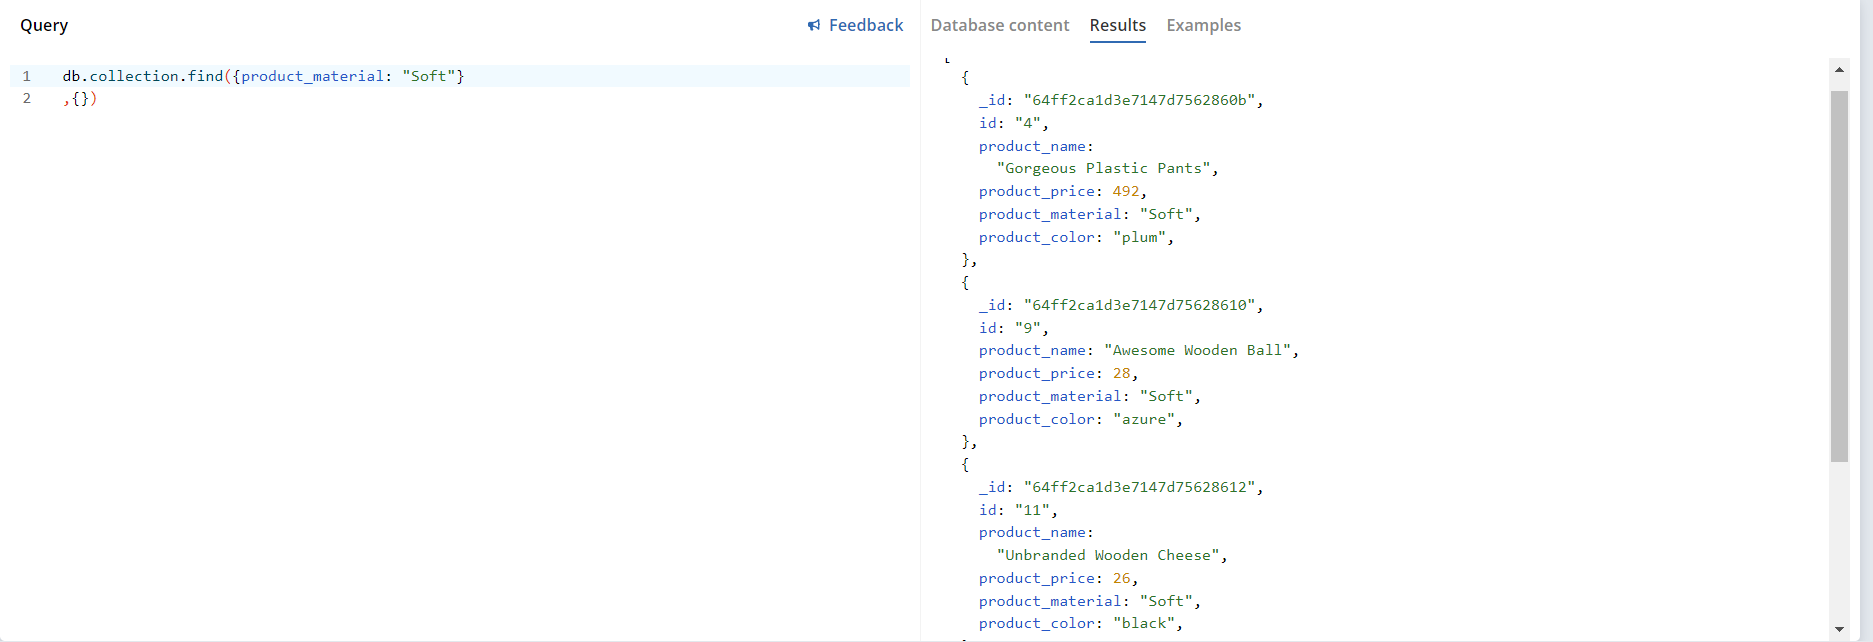 Query
Feedback
1 db.collection.find({product_material: "Soft"}
2 ,{})
Database content Results Examples
[
{
_id: "64ff2ca1d3e7147d7562860b",
id: "4",
product_name:
"Gorgeous Plastic Pants",
product_price: 492,
product_material: "Soft",
product_color: "plum",
},
{
_id: "64ff2ca1d3e7147d75628610",
id: "9",
product_name: "Awesome Wooden Ball",
product_price: 28,
product_material: "Soft",
product_color: "azure",
},
{
_id: "64ff2ca1d3e7147d75628612",
id: "11",
product_name:
"Unbranded Wooden Cheese",
product_price: 26,
product_material: "Soft",
product_color: "black",